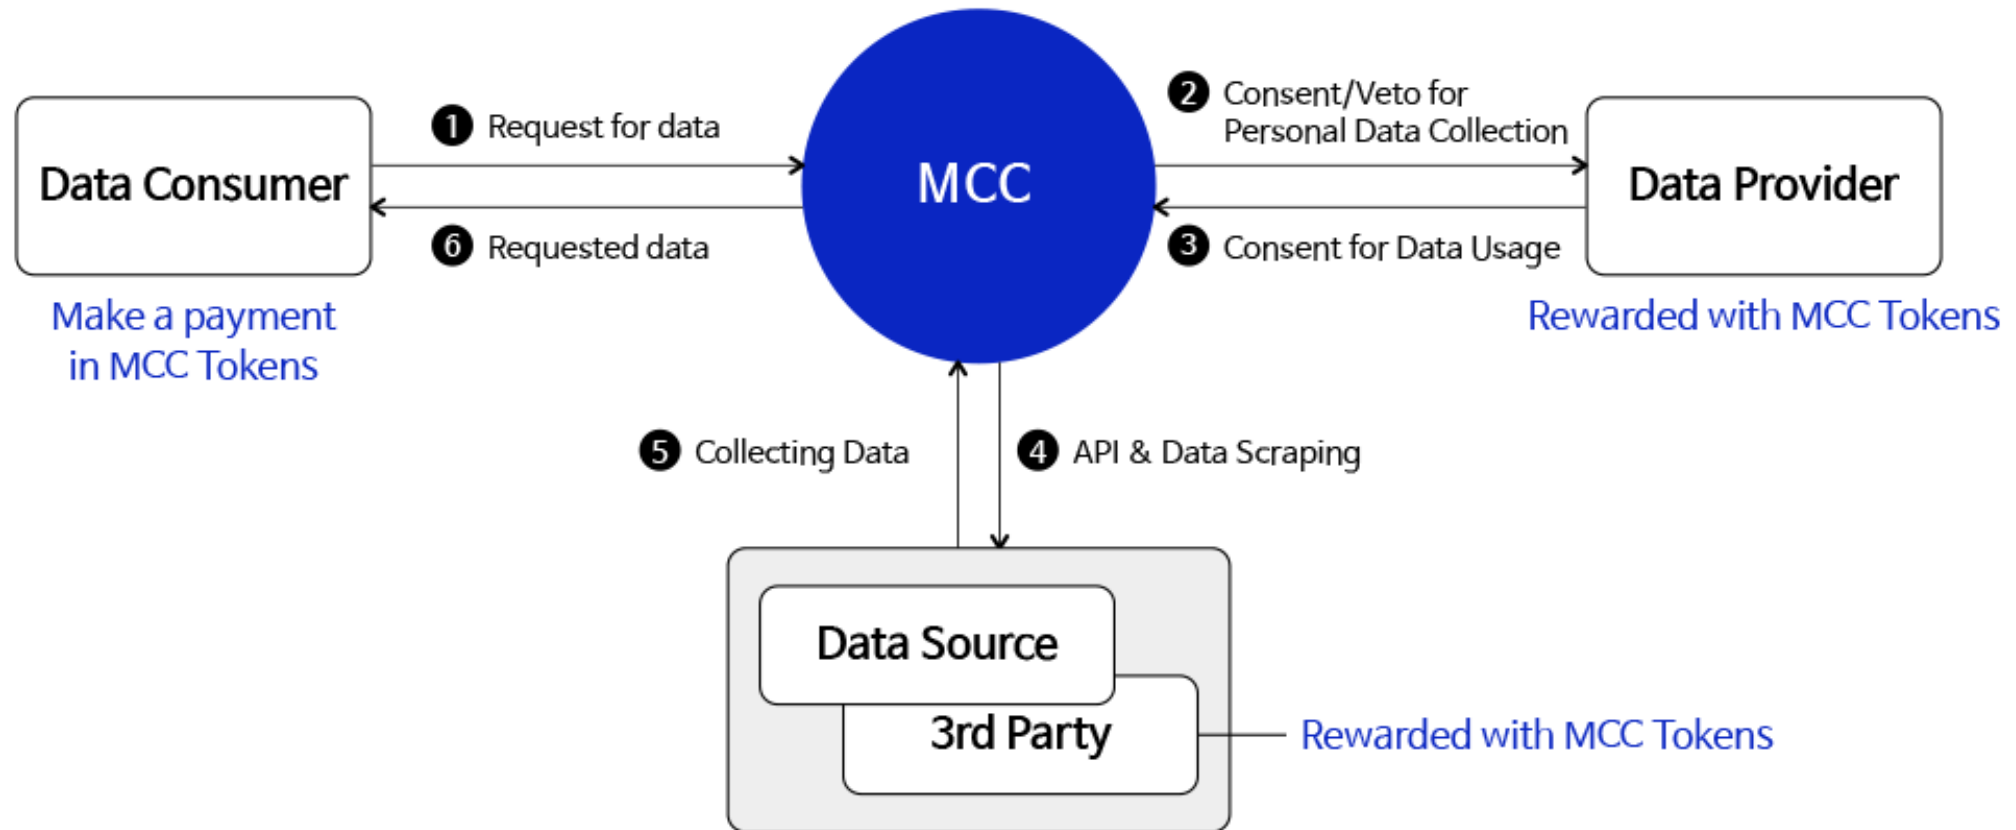 Data Consumer
Make a payment
in MCC Tokens
1 Request for data
6 Requested data
MCC
2 Consent/Veto for
Personal Data Collection
3 Consent for Data Usage
Data Provider
Rewarded with MCC Tokens
5 Collecting Data
4 API & Data Scraping
Data Source
3rd Party
Rewarded with MCC Tokens